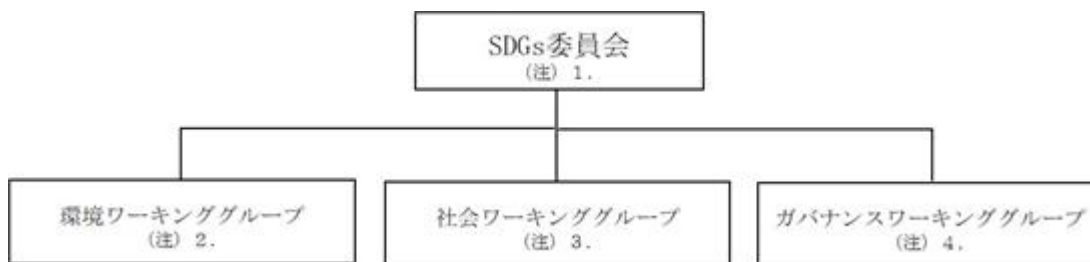 SDGs委員会
(注) 1.
環境ワーキンググループ
(注) 2.
社会ワーキンググループ
(注) 3.
ガバナンスワーキンググループ
(注) 4.